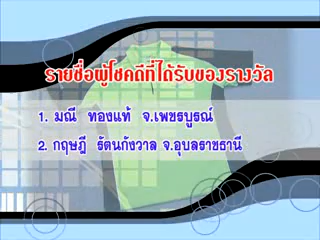 รายชื่อผู้โชคดีที่ได้รับของรางวัล
1. มณี ทองแท้ จ.เพชรบูรณ์
2. กฤษฎี รัตนกังวาล จ.อุบลราชธานี